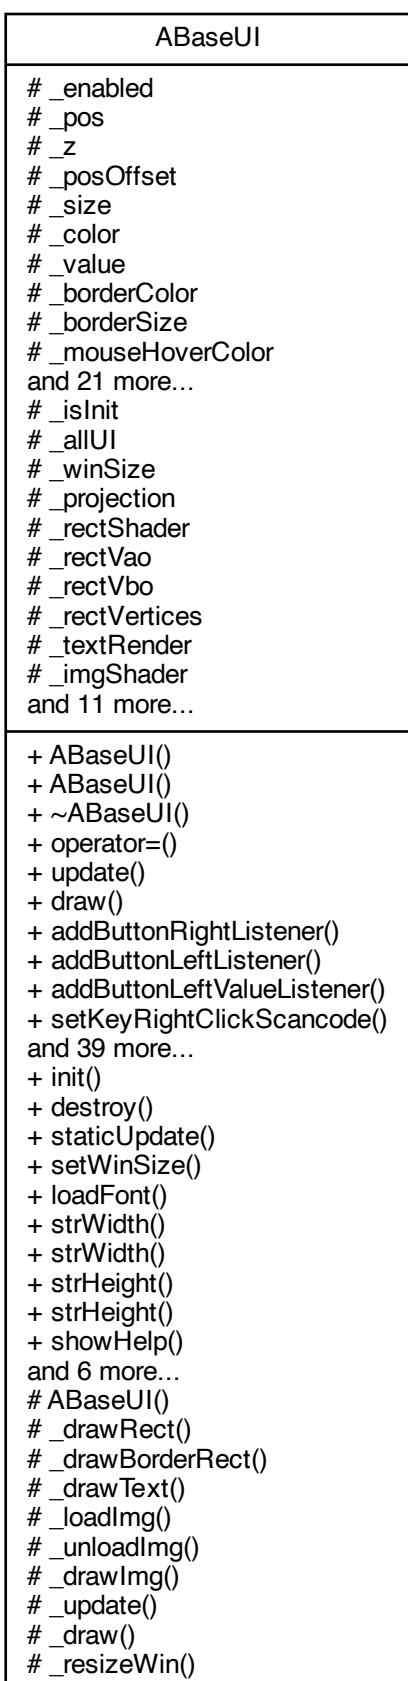 ABaseUI
# _enabled
# _pos
# _z
# _posOffset
# _size
# _color
# _value
# _borderColor
# _borderSize
# _mouseHoverColor
and 21 more...
# _isInit
# _allUI
# _winSize
# _projection
# _rectShader
# _rectVao
# _rectVbo
# _rectVertices
# _textRender
# _imgShader
and 11 more...
+ ABaseUI()
+ ABaseUI()
+ ~ABaseUI()
+ operator=()
+ update()
+ draw()
+ addButtonRightListener()
+ addButtonLeftListener()
+ addButtonLeftValueListener()
+ setKeyRightClickScancode()
and 39 more...
+ init()
+ destroy()
+ staticUpdate()
+ setWinSize()
+ loadFont()
+ strWidth()
+ strWidth()
+ strHeight()
+ strHeight()
+ showHelp()
and 6 more...
# ABaseUI()
# _drawRect()
# _drawBorderRect()
# _drawText()
# _loadImg()
# _unloadImg()
# _drawImg()
# _update()
# _draw()
# _resizeWin()